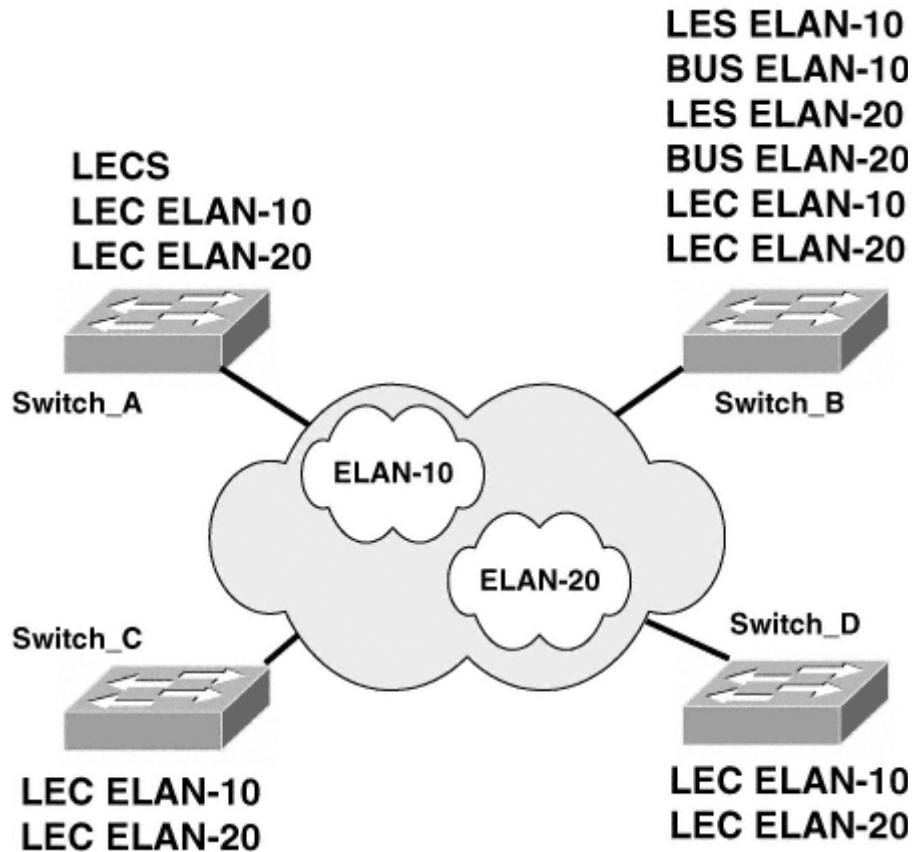 LES ELAN-10
BUS ELAN-10
LES ELAN-20
BUS ELAN-20
LEC ELAN-10
LEC ELAN-20
LECS
LEC ELAN-10
LEC ELAN-20
Switch_A
Switch_B
ELAN-10
ELAN-20
Switch_C
Switch_D
LEC ELAN-10
LEC ELAN-20
LEC ELAN-10
LEC ELAN-20